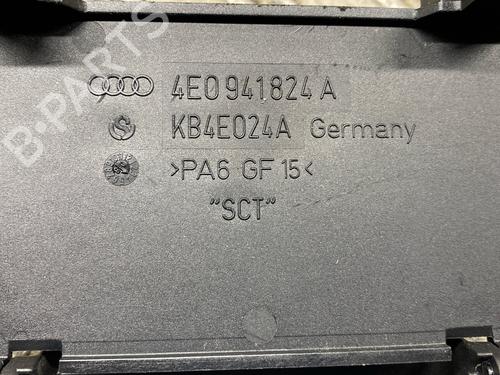 B-PARTS
4E0 941 824 A
KB4E024A Germany
>PA6 GF 15<
"SCT"